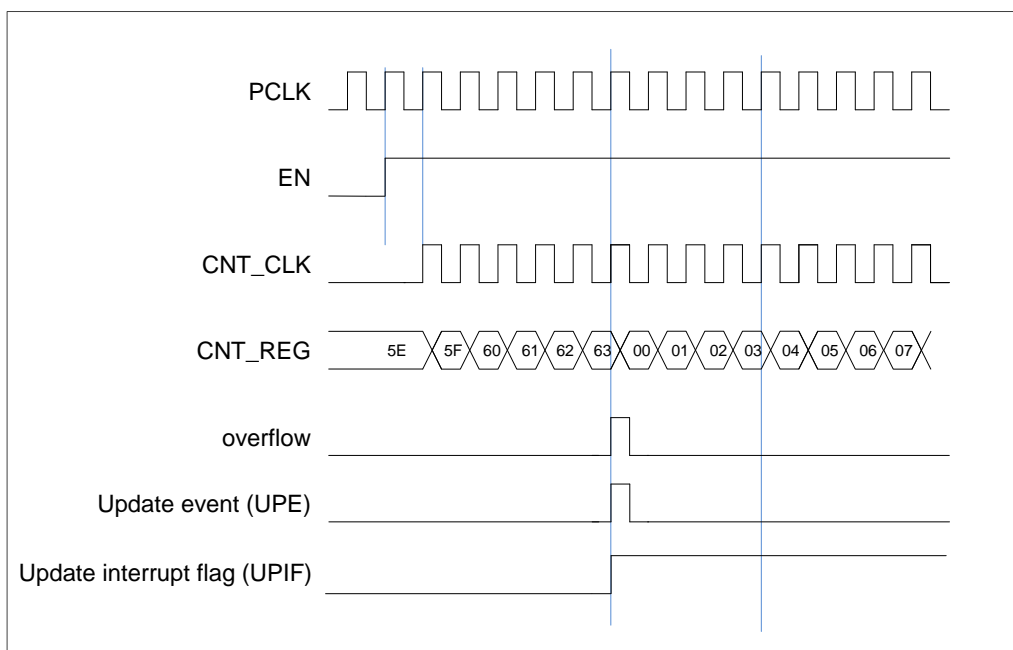 PCLK
EN
CNT_CLK
CNT_REG 5E 5F 60 61 62 63 00 01 02 03 04 05 06 07
overflow
Update event (UPE)
Update interrupt flag (UPIF)